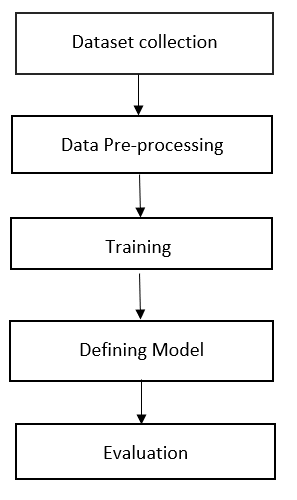 Dataset collection
Data Pre-processing
Training
Defining Model
Evaluation